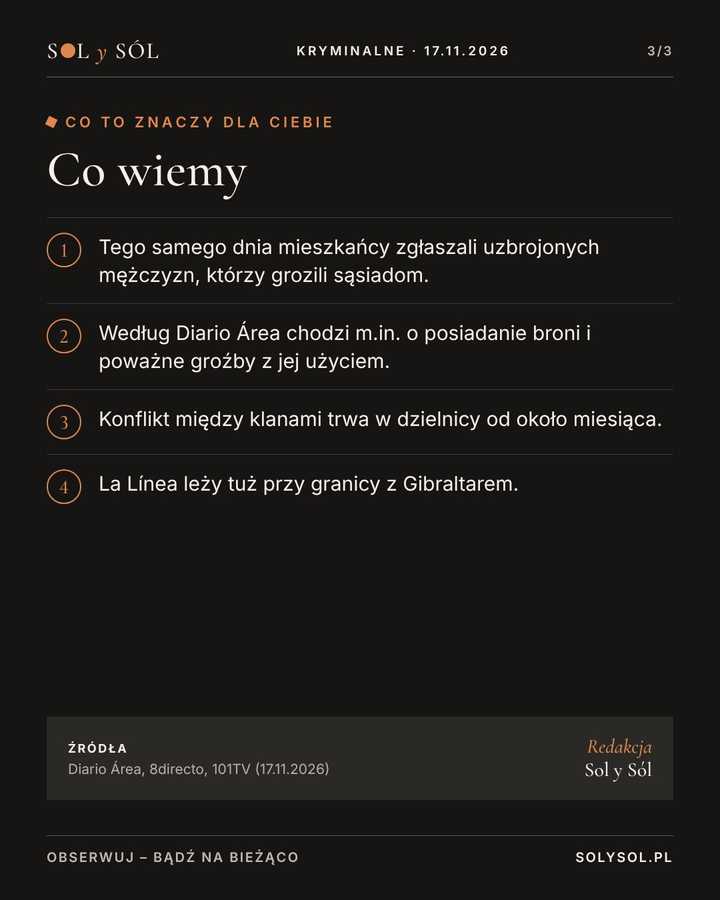 SOL y SÓL
KRYMINALNE · 17.11.2026
3/3
CO TO ZNACZY DLA CIEBIE
Co wiemy
1 Tego samego dnia mieszkańcy zgłaszali uzbrojonych
mężczyzn, którzy grozili sąsiadom.
2 Według Diario Área chodzi m.in. o posiadanie broni i
poważne groźby z jej użyciem.
3 Konflikt między klanami trwa w dzielnicy od około miesiąca.
4 La Línea leży tuż przy granicy z Gibraltarem.
ŹRÓDŁA
Diario Área, 8directo, 101TV (17.11.2026)
Redakcja
Sol y Sól
OBSERWUJ – BĄDŹ NA BIEŻĄCO
SOLYSOL.PL